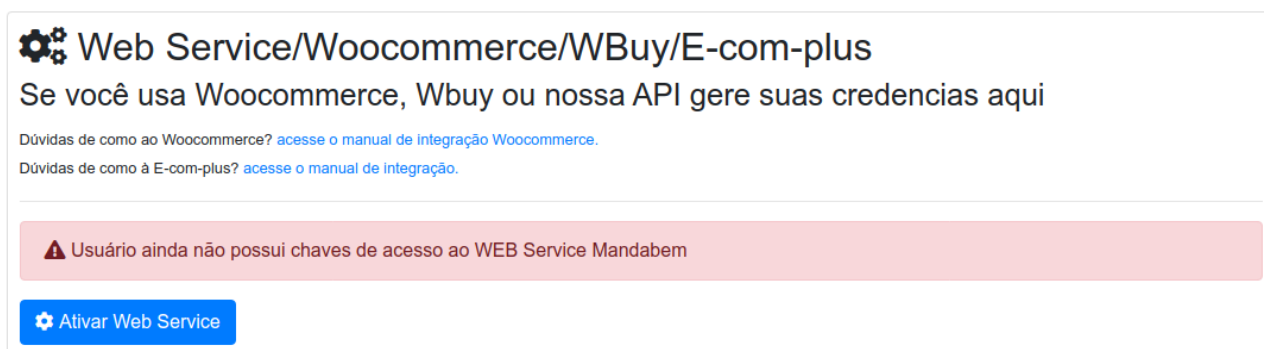 Web Service/Woocommerce/WBuy/E-com-plus
Se você usa Woocommerce, Wbuy ou nossa API gere suas credencias aqui
Dúvidas de como ao Woocommerce? acesse o manual de integração Woocommerce.
Dúvidas de como à E-com-plus? acesse o manual de integração.
Usuário ainda não possui chaves de acesso ao WEB Service Mandabem
Ativar Web Service